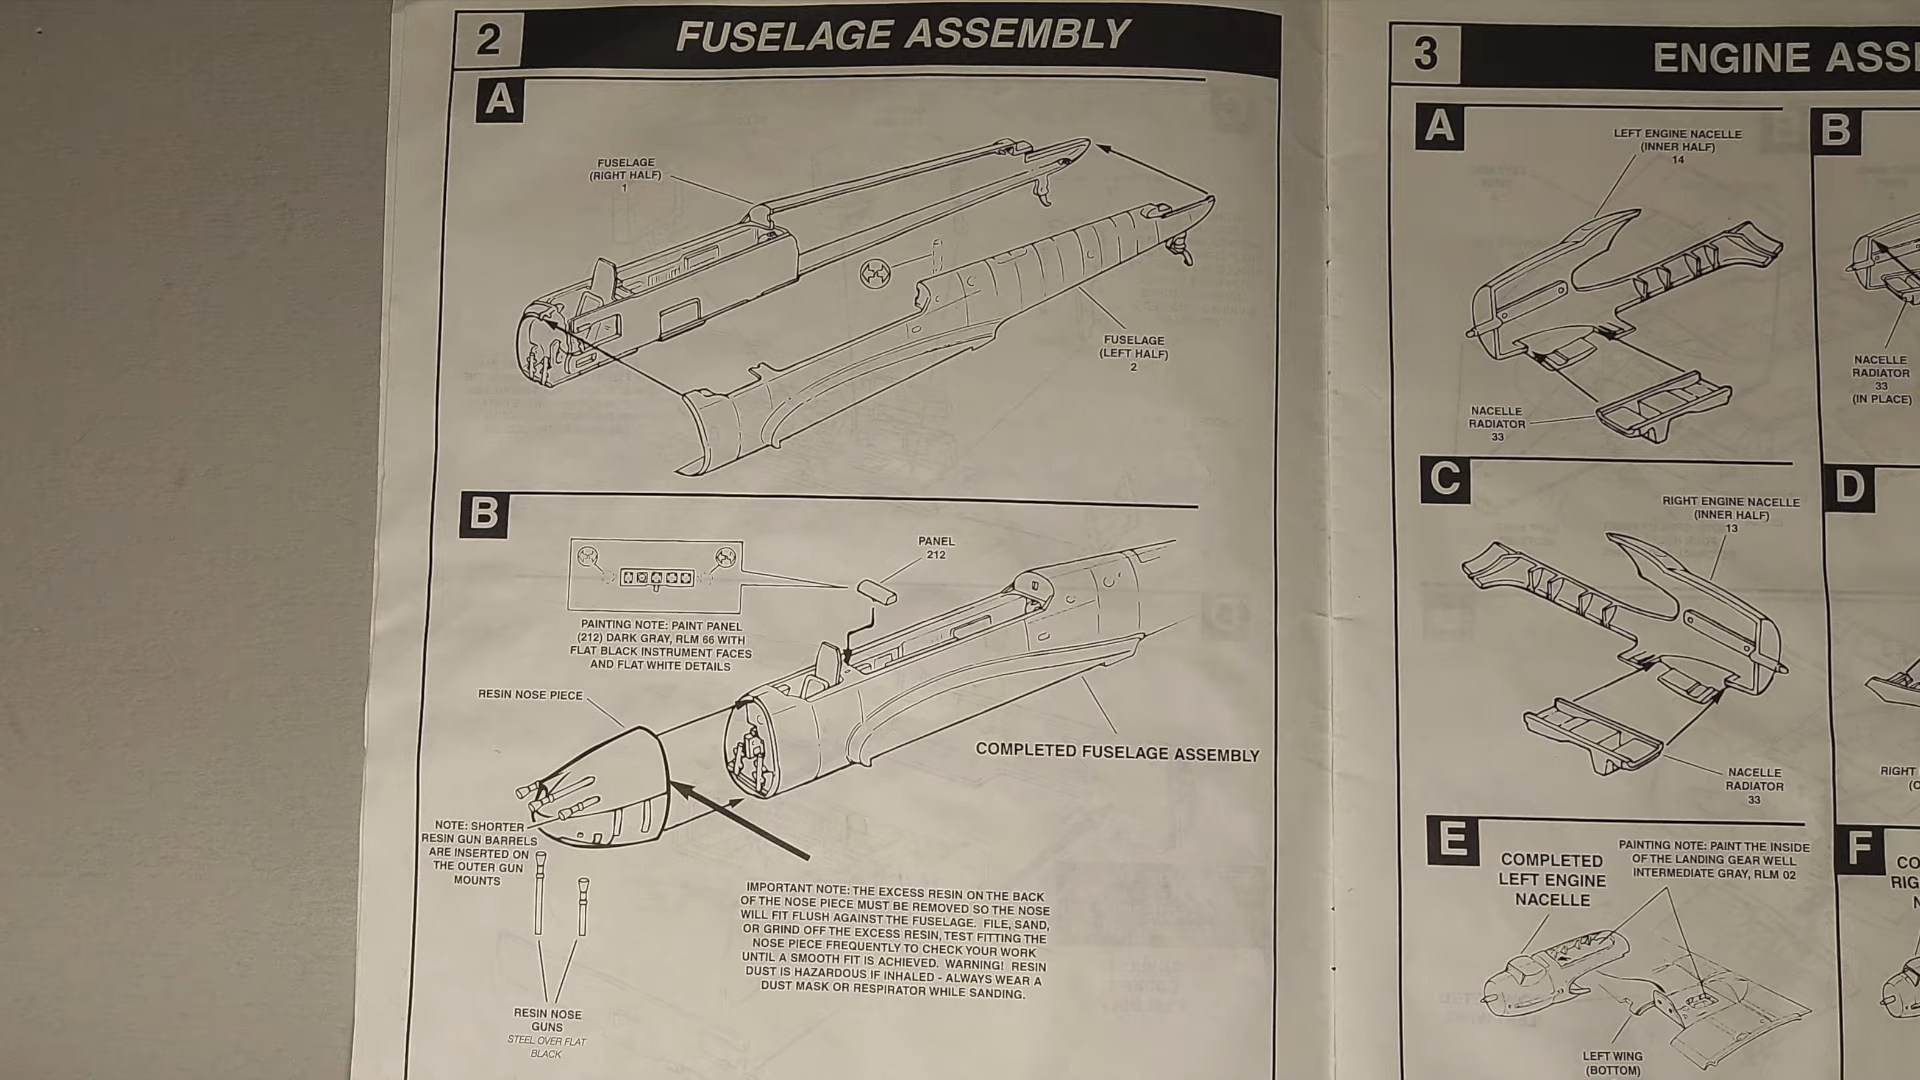 2
FUSELAGE ASSEMBLY
A
FUSELAGE
(RIGHT HALF)
1
FUSELAGE
(LEFT HALF)
2
B
PANEL
212
PAINTING NOTE: PAINT PANEL
(212) DARK GRAY, RLM 66 WITH
FLAT BLACK INSTRUMENT FACES
AND FLAT WHITE DETAILS
RESIN NOSE PIECE
COMPLETED FUSELAGE ASSEMBLY
NOTE: SHORTER
RESIN GUN BARRELS
ARE INSERTED ON
THE OUTER GUN
MOUNTS
IMPORTANT NOTE: THE EXCESS RESIN ON THE BACK
OF THE NOSE PIECE MUST BE REMOVED SO THE NOSE
WILL FIT FLUSH AGAINST THE FUSELAGE. FILE, SAND,
OR GRIND OFF THE EXCESS RESIN, TEST FITTING THE
NOSE PIECE FREQUENTLY TO CHECK YOUR WORK
UNTIL A SMOOTH FIT IS ACHIEVED. WARNING! RESIN
DUST IS HAZARDOUS IF INHALED - ALWAYS WEAR A
DUST MASK OR RESPIRATOR WHILE SANDING.
RESIN NOSE
GUNS
STEEL OVER FLAT
BLACK
3
ENGINE ASS
A
LEFT ENGINE NACELLE
(INNER HALF)
14
NACELLE
RADIATOR
33
B
NACELLE
RADIATOR
33
(IN PLACE)
C
RIGHT ENGINE NACELLE
(INNER HALF)
13
NACELLE
RADIATOR
33
D
RIGHT
E
COMPLETED
LEFT ENGINE
NACELLE
PAINTING NOTE: PAINT THE INSIDE
OF THE LANDING GEAR WELL
INTERMEDIATE GRAY, RLM 02
LEFT WING
(BOTTOM)
F
CO
RIG